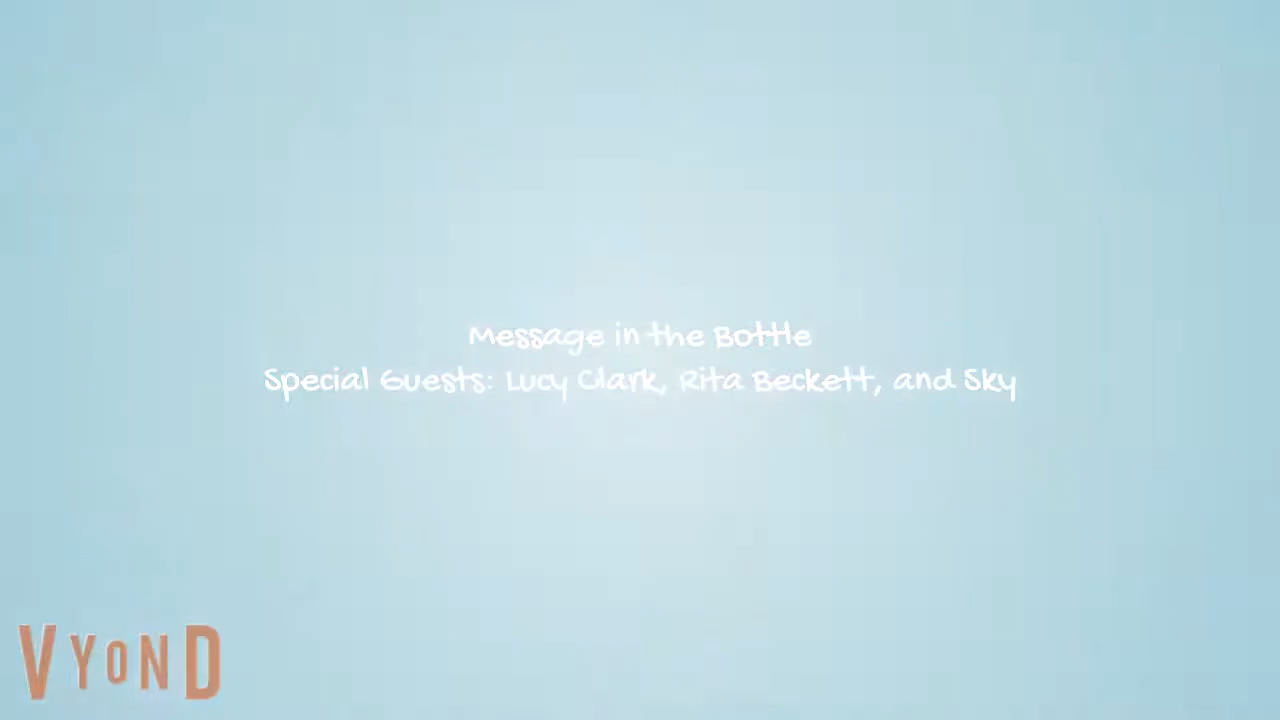 Message in the Bottle
Special Guests: Lucy Clark, Rita Beckett, and Sky
VYOND